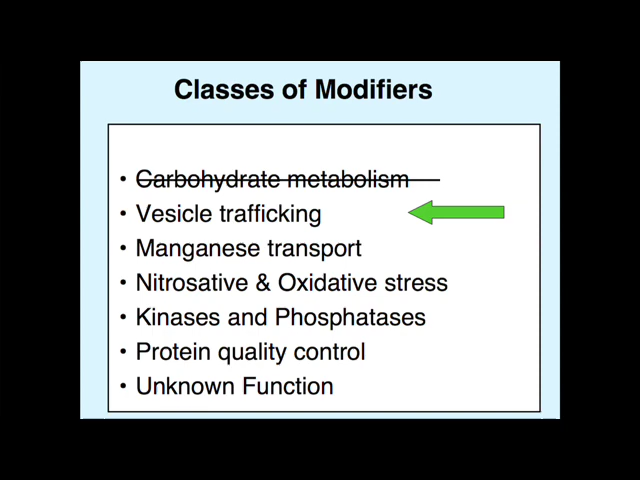 Classes of Modifiers
• Carbohydrate metabolism
• Vesicle trafficking
• Manganese transport
• Nitrosative & Oxidative stress
• Kinases and Phosphatases
• Protein quality control
• Unknown Function